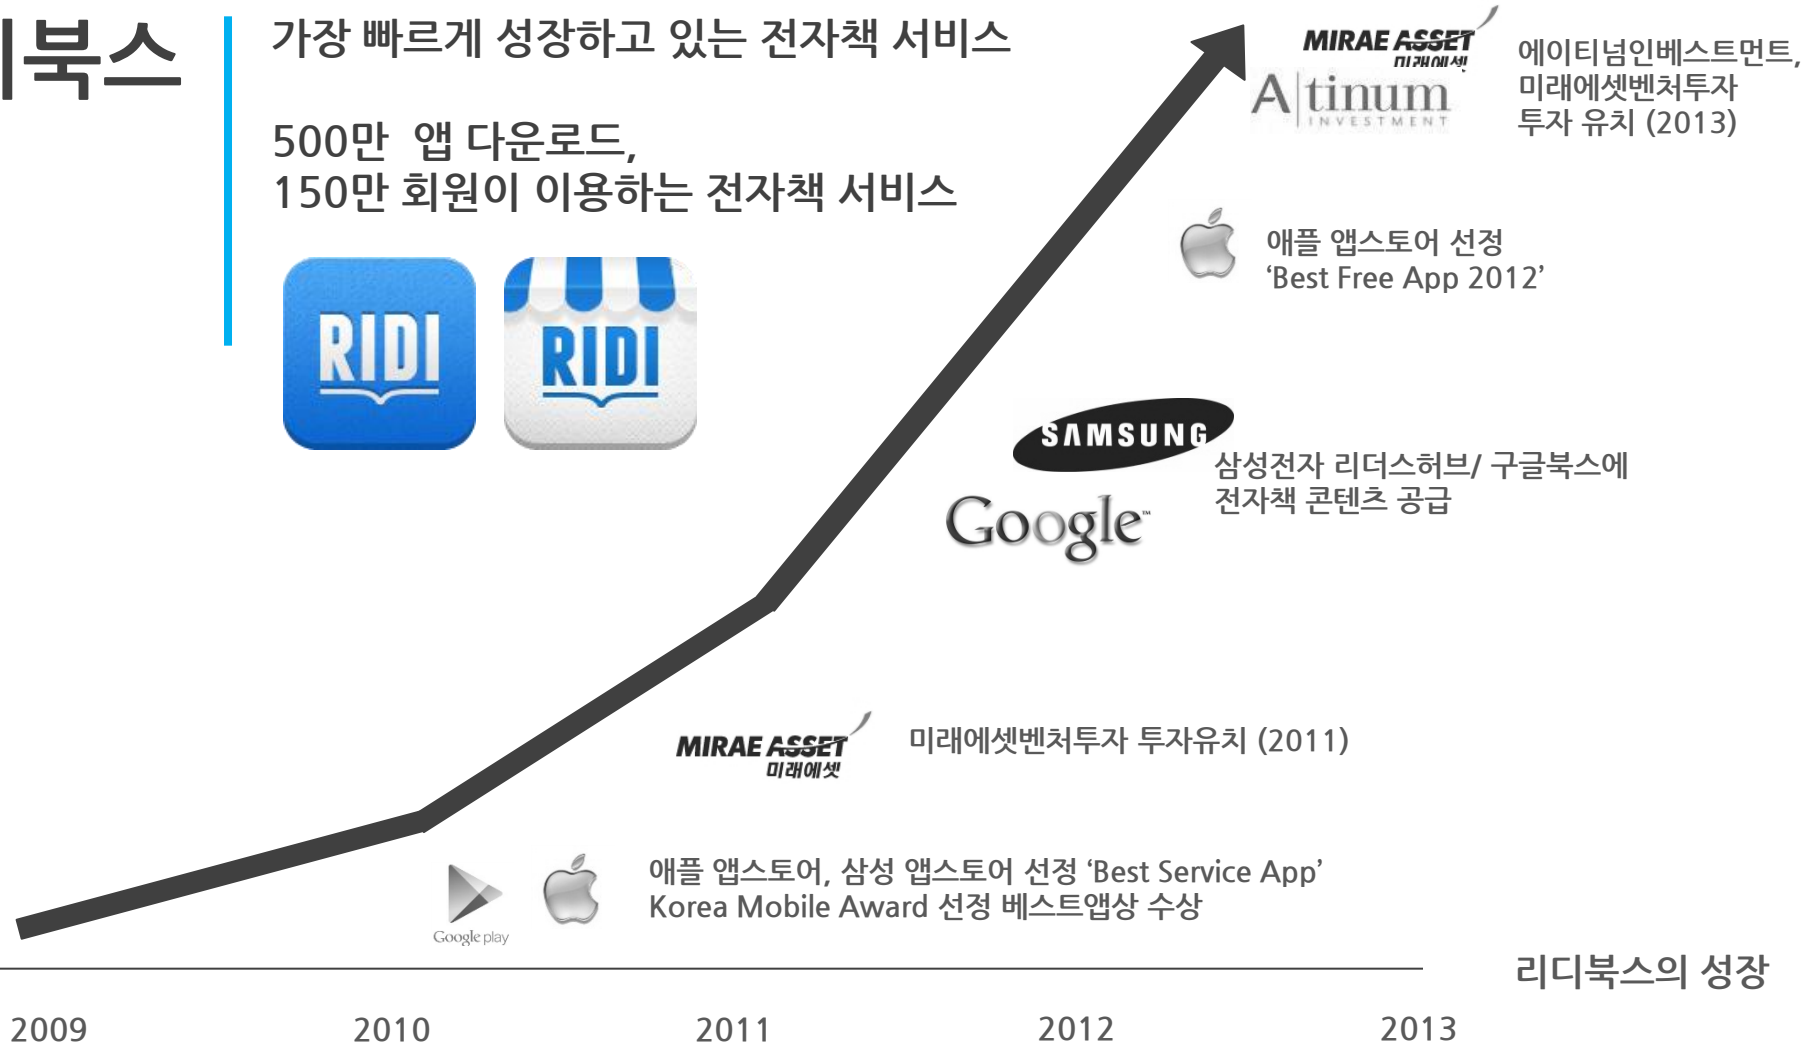 북스
가장 빠르게 성장하고 있는 전자책 서비스
500만 앱 다운로드,
150만 회원이 이용하는 전자책 서비스
RIDI
RIDI
MIRAE ASSET
미래에셋
A|tinum
INVESTMENT
에이티넘인베스트먼트,
미래에셋벤처투자
투자 유치 (2013)
애플 앱스토어 선정
‘Best Free App 2012’
SAMSUNG
Google™
삼성전자 리더스허브/ 구글북스에
전자책 콘텐츠 공급
MIRAE ASSET
미래에셋
미래에셋벤처투자 투자유치 (2011)
Google play
애플 앱스토어, 삼성 앱스토어 선정 ‘Best Service App’
Korea Mobile Award 선정 베스트앱상 수상
리디북스의 성장
2009 2010 2011 2012 2013